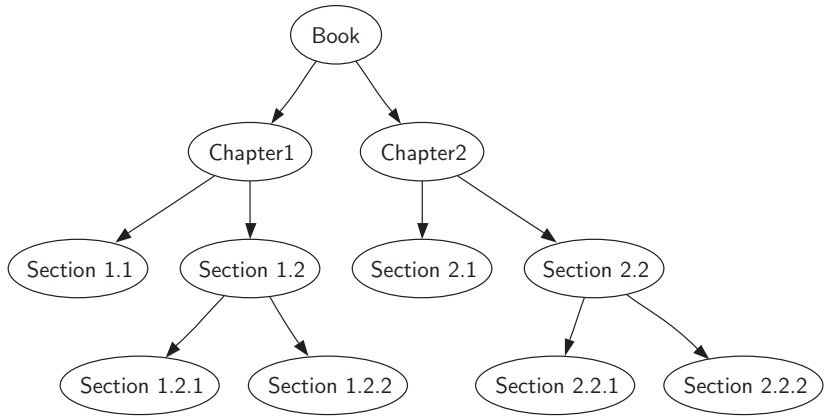 Book
Chapter1
Chapter2
Section 1.1
Section 1.2
Section 2.1
Section 2.2
Section 1.2.1
Section 1.2.2
Section 2.2.1
Section 2.2.2